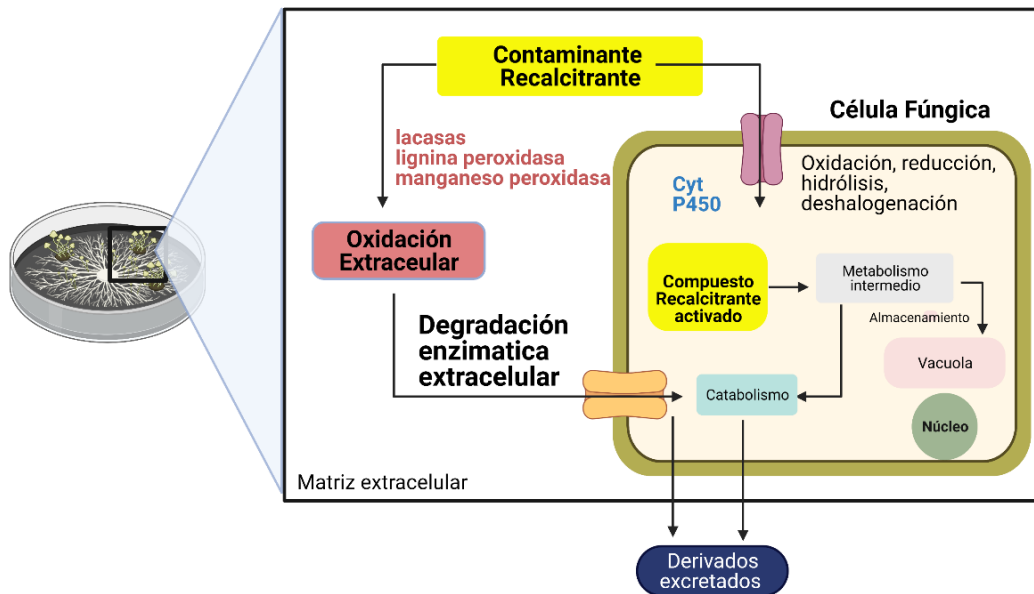 Contaminante
Recalcitrante
Célula Fúngica
lacasas
lignina peroxidasa
manganeso peroxidasa
Cyt
P450
Oxidación, reducción,
hidrólisis,
deshalogenación
Oxidación
Extraceular
Compuesto
Recalcitrante
activado
Metabolismo
intermedio
Almacenamiento
Degradación
enzimatica
extracelular
Vacuola
Catabolismo
Núcleo
Matriz extracelular
Derivados
excretados